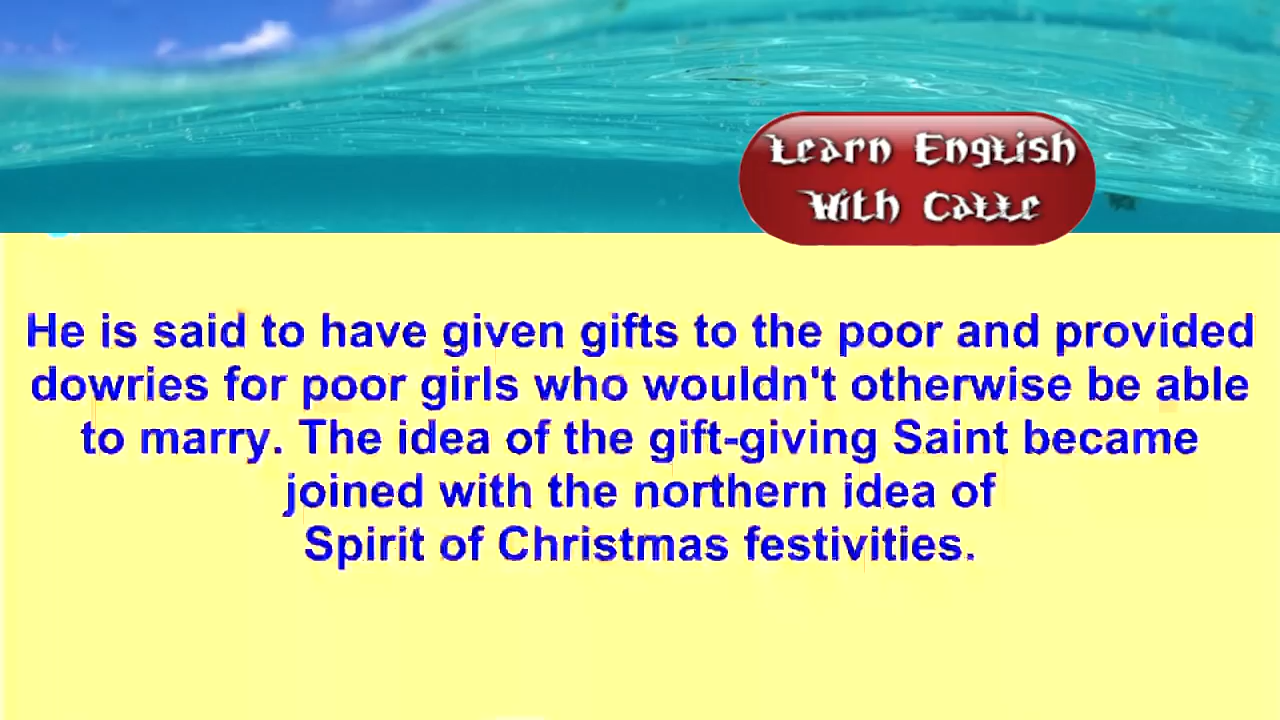 Learn English
With Calle
He is said to have given gifts to the poor and provided
dowries for poor girls who wouldn't otherwise be able
to marry. The idea of the gift-giving Saint became
joined with the northern idea of
Spirit of Christmas festivities.